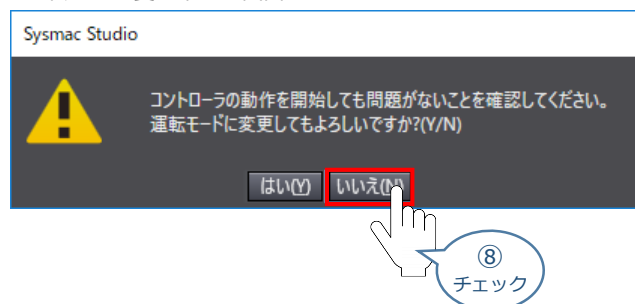 Sysmac Studio
コントローラの動作を開始しても問題がないことを確認してください。
運転モードに変更してもよろしいですか?(Y/N)
はい(Y) いいえ(N)
⑧
チェック